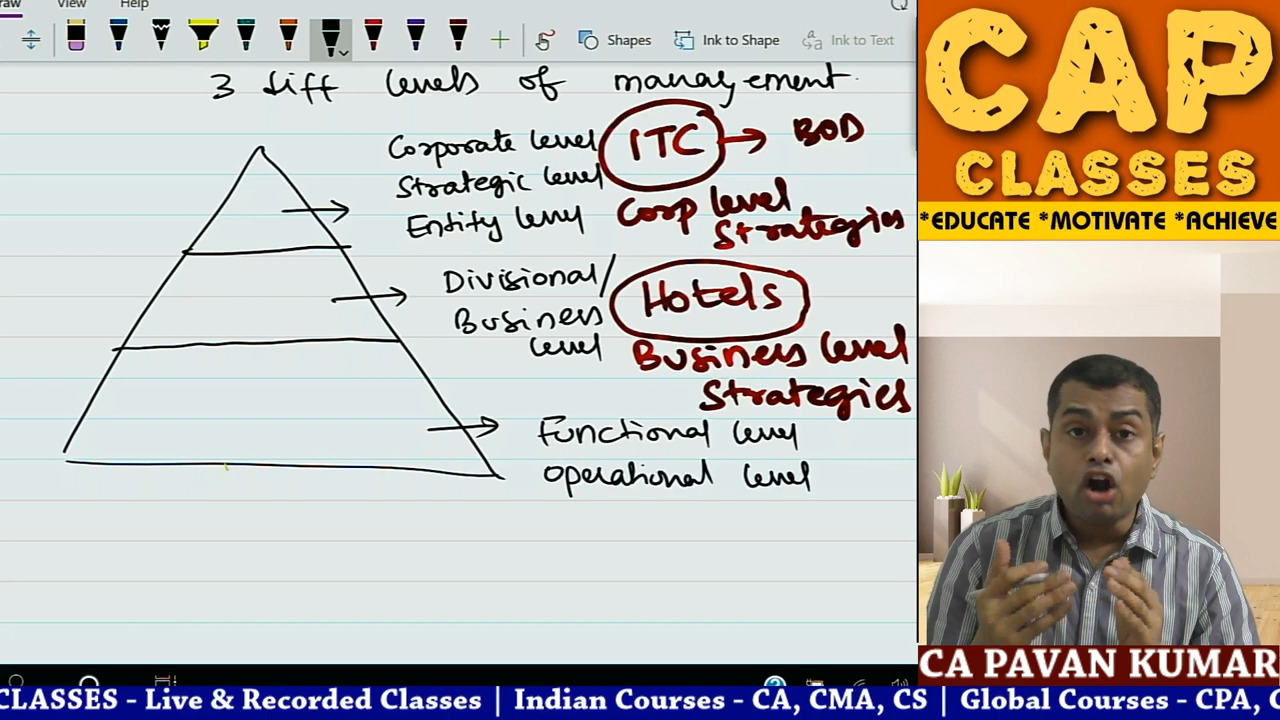 raw View Help
Shapes Ink to Shape Ink to Text
3 diff levels of management.
Corporate level
Strategic level
Entity level
ITC → BOD
Corp level
Strategies
Divisional/
Business
level
Hotels
Business level
Strategies
Functional level
Operational level
CAP
CLASSES
*EDUCATE *MOTIVATE *ACHIEVE
CA PAVAN KUMAR
CLASSES - Live & Recorded Classes | Indian Courses - CA, CMA, CS | Global Courses - CPA, C